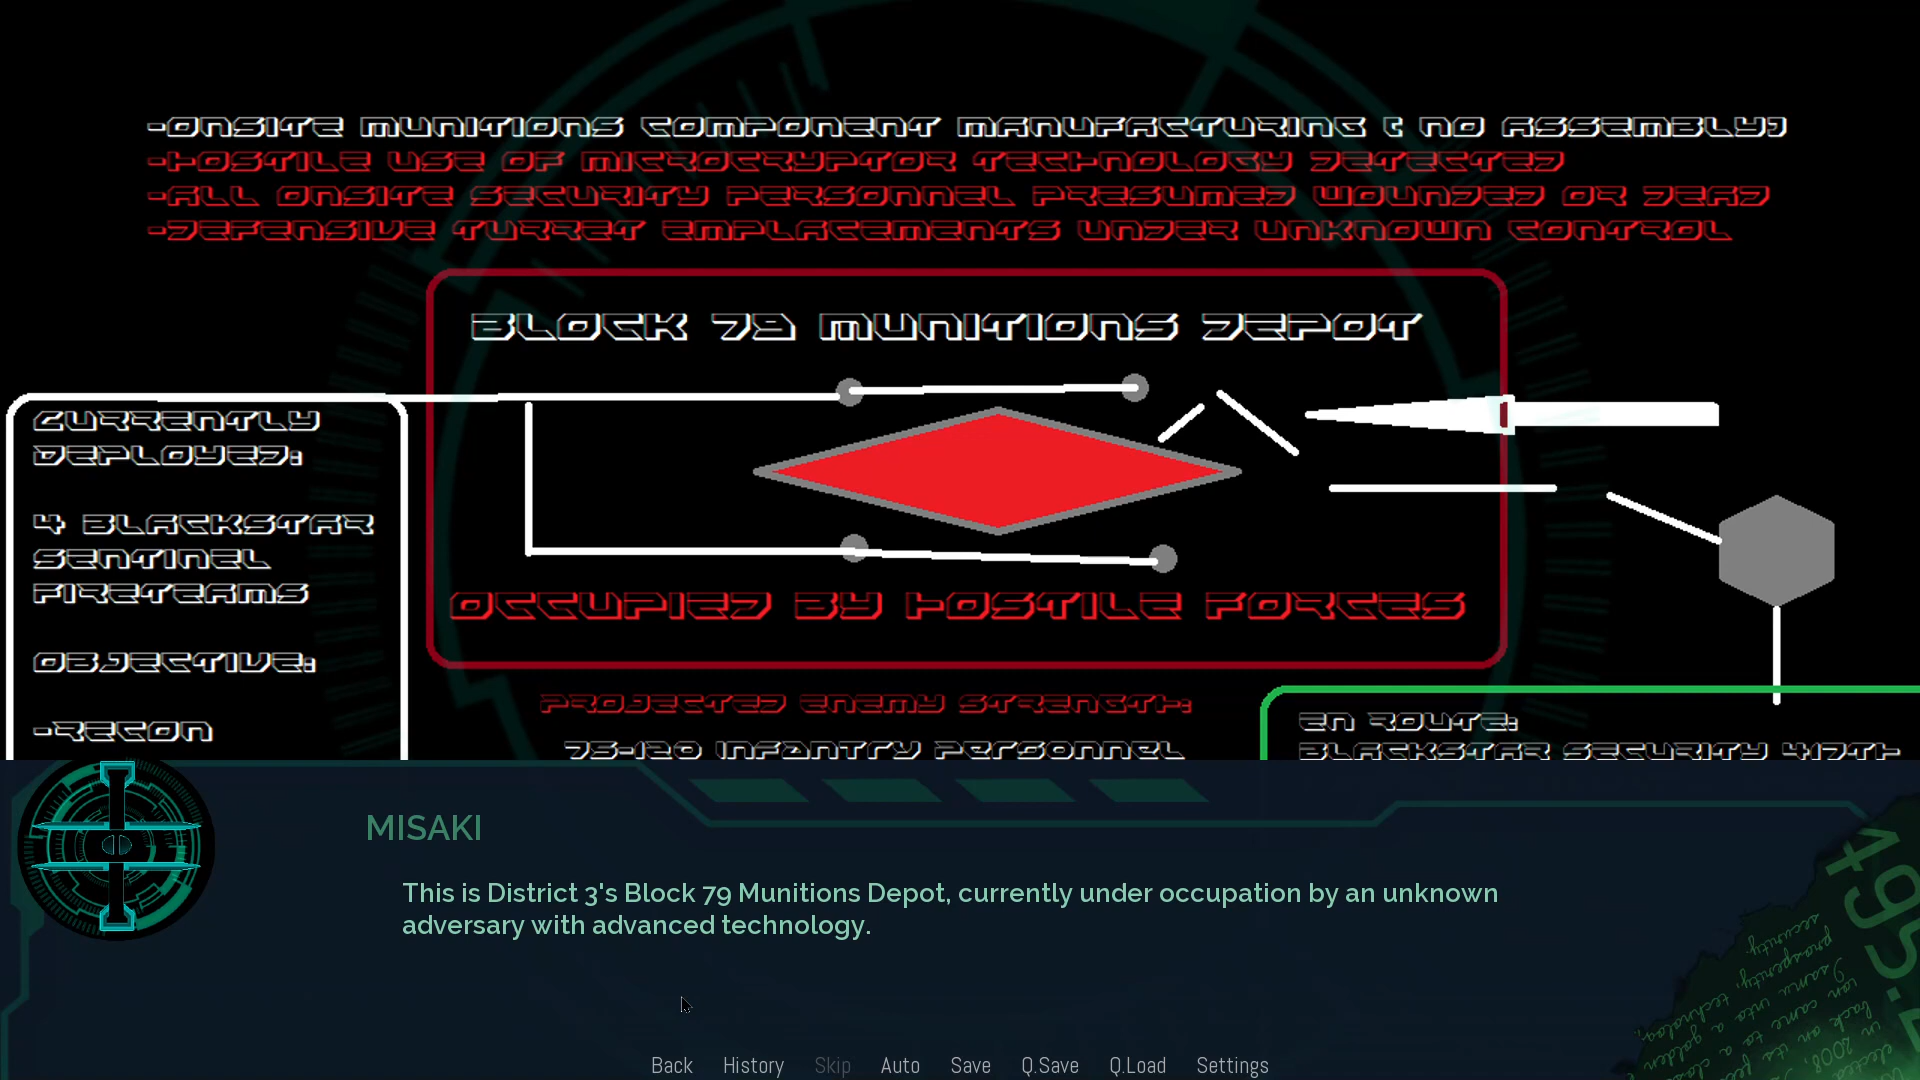 -ONSITE MUNITIONS COMPONENT MANUFACTURING ( NO ASSEMBLY)
-HOSTILE USE OF MICROCRYPTOR TECHNOLOGY DETECTED
-ALL ONSITE SECURITY PERSONNEL PRESUMED WOUNDED OR DEAD
-DEFENSIVE TURRET EMPLACEMENTS UNDER UNKNOWN CONTROL
BLOCK 79 MUNITIONS DEPOT
CURRENTLY
DEPLOYED:
4 BLACKSTAR
SENTINEL
FIRETEAMS
OBJECTIVE:
-RECON
OCCUPIED BY HOSTILE FORCES
PROJECTED ENEMY STRENGTH:
75-120 INFANTRY PERSONNEL
EN ROUTE:
BLACKSTAR SECURITY 417TH
MISAKI
This is District 3's Block 79 Munitions Depot, currently under occupation by an unknown
adversary with advanced technology.
Back History Skip Auto Save Q.Save Q.Load Settings